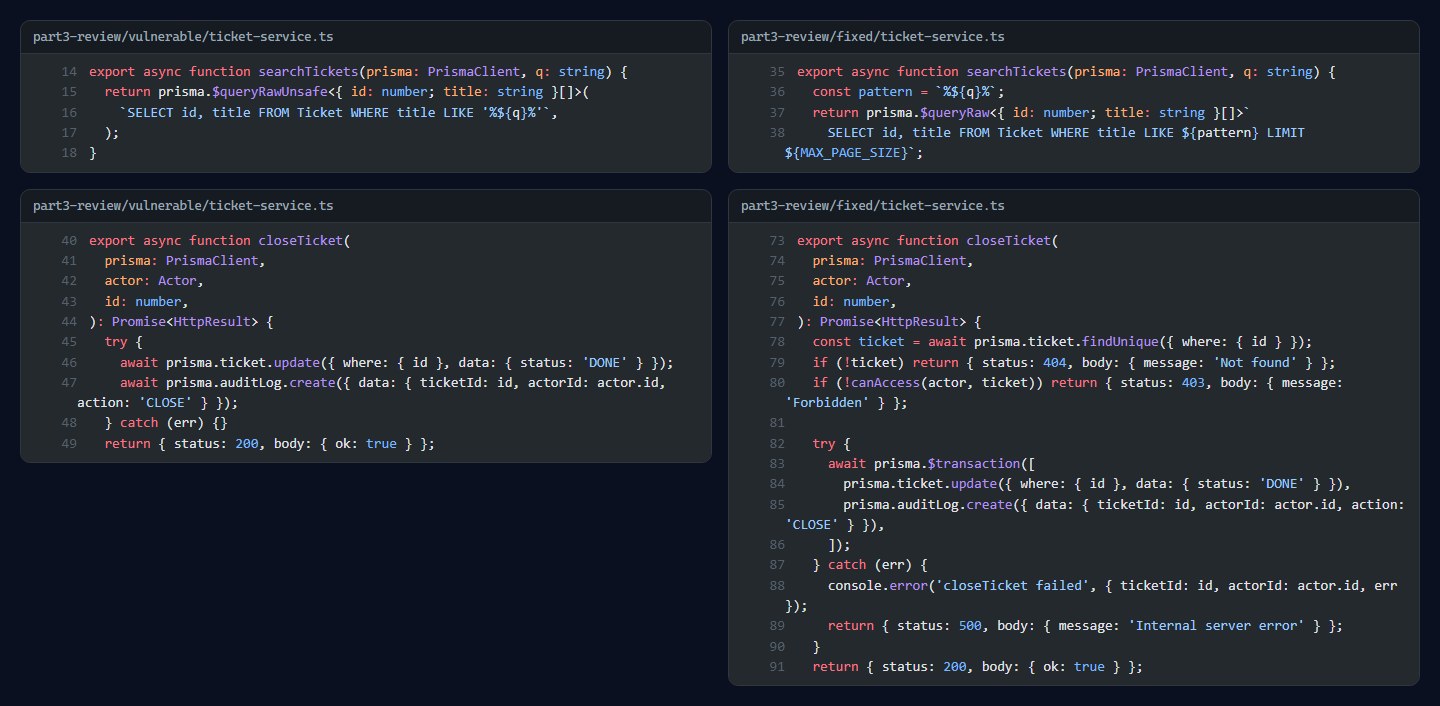 part3-review/vulnerable/ticket-service.ts
14 export async function searchTickets(prisma: PrismaClient, q: string) {
15   return prisma.$queryRawUnsafe<{ id: number; title: string }[]>(
16     `SELECT id, title FROM Ticket WHERE title LIKE '%${q}%'`,
17   );
18 }
part3-review/fixed/ticket-service.ts
35 export async function searchTickets(prisma: PrismaClient, q: string) {
36   const pattern = `%${q}%`;
37   return prisma.$queryRaw<{ id: number; title: string }[]>`
38     SELECT id, title FROM Ticket WHERE title LIKE ${pattern} LIMIT
${MAX_PAGE_SIZE}`;
part3-review/vulnerable/ticket-service.ts
40 export async function closeTicket(
41   prisma: PrismaClient,
42   actor: Actor,
43   id: number,
44 ): Promise<HttpResult> {
45   try {
46     await prisma.ticket.update({ where: { id }, data: { status: 'DONE' } });
47     await prisma.auditLog.create({ data: { ticketId: id, actorId: actor.id,
action: 'CLOSE' } });
48   } catch (err) {}
49   return { status: 200, body: { ok: true } };
part3-review/fixed/ticket-service.ts
73 export async function closeTicket(
74   prisma: PrismaClient,
75   actor: Actor,
76   id: number,
77 ): Promise<HttpResult> {
78   const ticket = await prisma.ticket.findUnique({ where: { id } });
79   if (!ticket) return { status: 404, body: { message: 'Not found' } };
80   if (!canAccess(actor, ticket)) return { status: 403, body: { message:
'Forbidden' } };
81
82   try {
83     await prisma.$transaction([
84       prisma.ticket.update({ where: { id }, data: { status: 'DONE' } }),
85       prisma.auditLog.create({ data: { ticketId: id, actorId: actor.id, action:
'CLOSE' } }),
86     ]);
87   } catch (err) {
88     console.error('closeTicket failed', { ticketId: id, actorId: actor.id, err
});
89     return { status: 500, body: { message: 'Internal server error' } };
90   }
91   return { status: 200, body: { ok: true } };